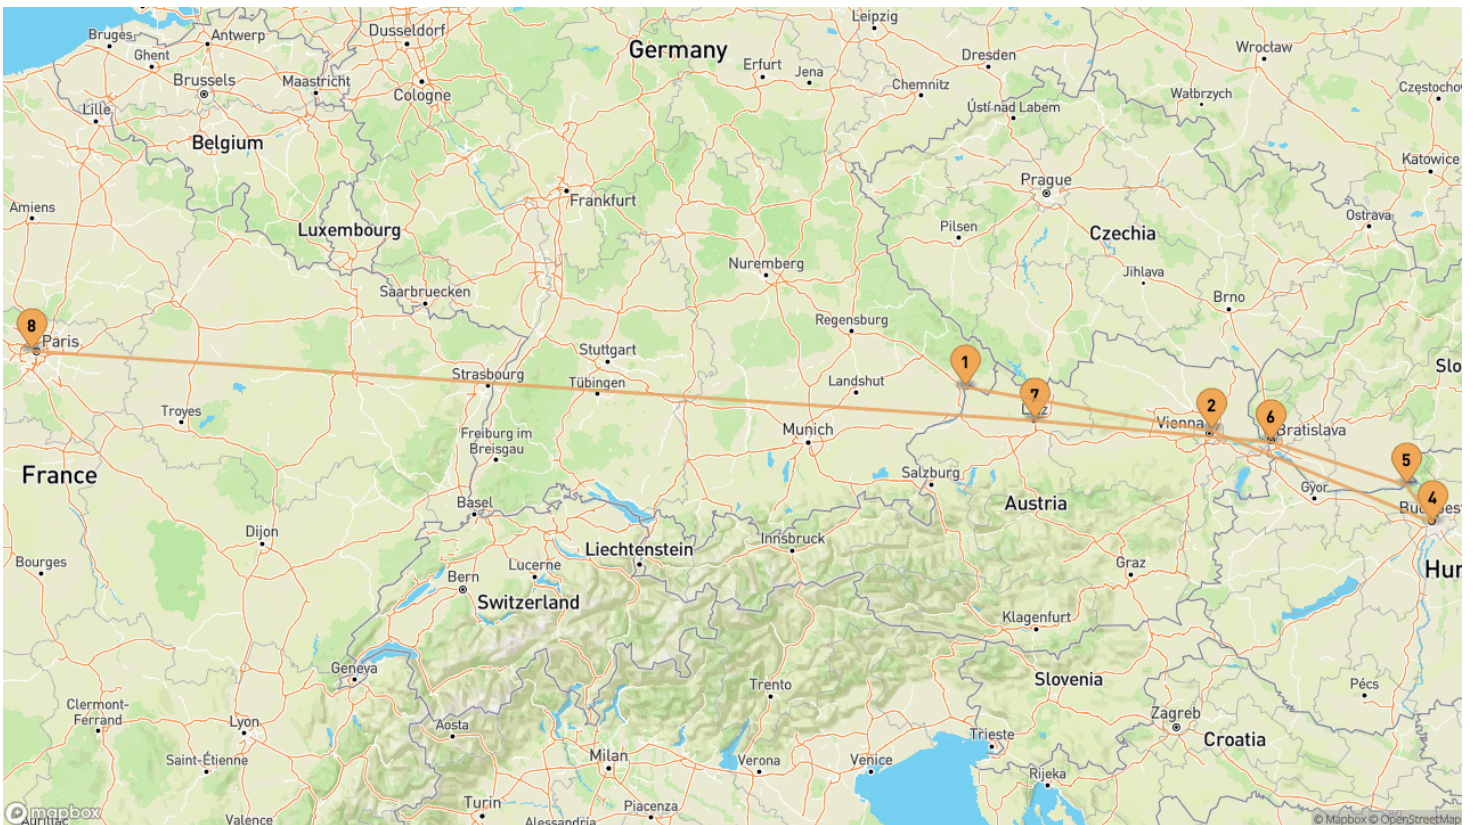 Leipzig
Bruges
Antwerp
Dusseldorf
Germany
Wrocław
Ghent
Dresden
Erfurt
Jena
Brussels
Maastricht
Chemnitz
Cologne
Wałbrzych
Lille
Ústí nad Labem
Belgium
Katowice
Prague
Amiens
Frankfurt
Ostrava
Luxembourg
Pilsen
Czechia
Nuremberg
Jihlava
Saarbruecken
Brno
Regensburg
8
Paris
Stuttgart
1
Strasbourg
Tübingen
Landshut
7
2
Troyes
6
Vienna
Bratislava
Munich
Freiburg im
Breisgau
5
France
Salzburg
Gyor
4
Basel
Austria
Dijon
Innsbruck
Liechtenstein
Bourges
Lucerne
Graz
Bern
Switzerland
Klagenfurt
Geneva
Slovenia
Trento
Pécs
Clermont-
Ferrand
Zagreb
Lyon
Aosta
Trieste
Croatia
Saint-Étienne
Milan
Verona
Venice
Rijeka
Turin
Piacenza
mapbox
Valence
Alessandria
© Mapbox © OpenStreetMap